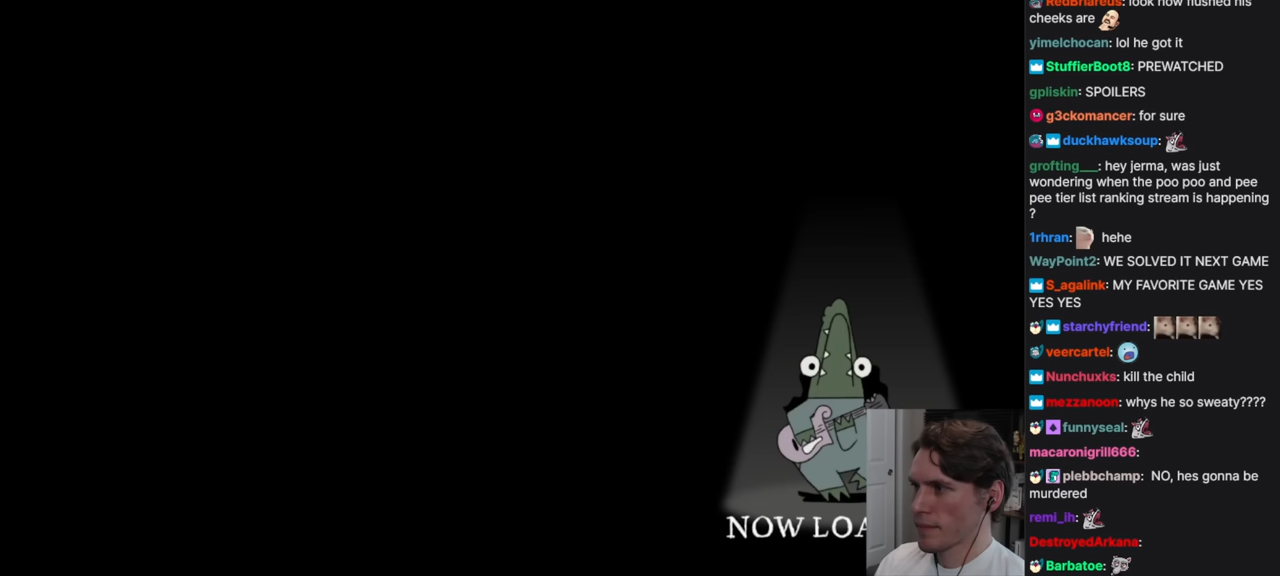 NOW LOA
RedBriareus: look how flushed his
cheeks are
yimelchocan: lol he got it
StuffierBoot8: PREWATCHED
gpliskin: SPOILERS
g3ckomancer: for sure
duckhawksoup:
grofting___: hey jerma, was just
wondering when the poo poo and pee
pee tier list ranking stream is happening
?
1rhran: hehe
WayPoint2: WE SOLVED IT NEXT GAME
S_agalink: MY FAVORITE GAME YES
YES YES
starchyfriend:
veercartei:
Nunchuxks: kill the child
mezzanoon: whys he so sweaty????
funnyseal:
macaronigrill666:
plebbchamp: NO, hes gonna be
murdered
remi_ih:
DestroyedArkana:
Barbatoe: